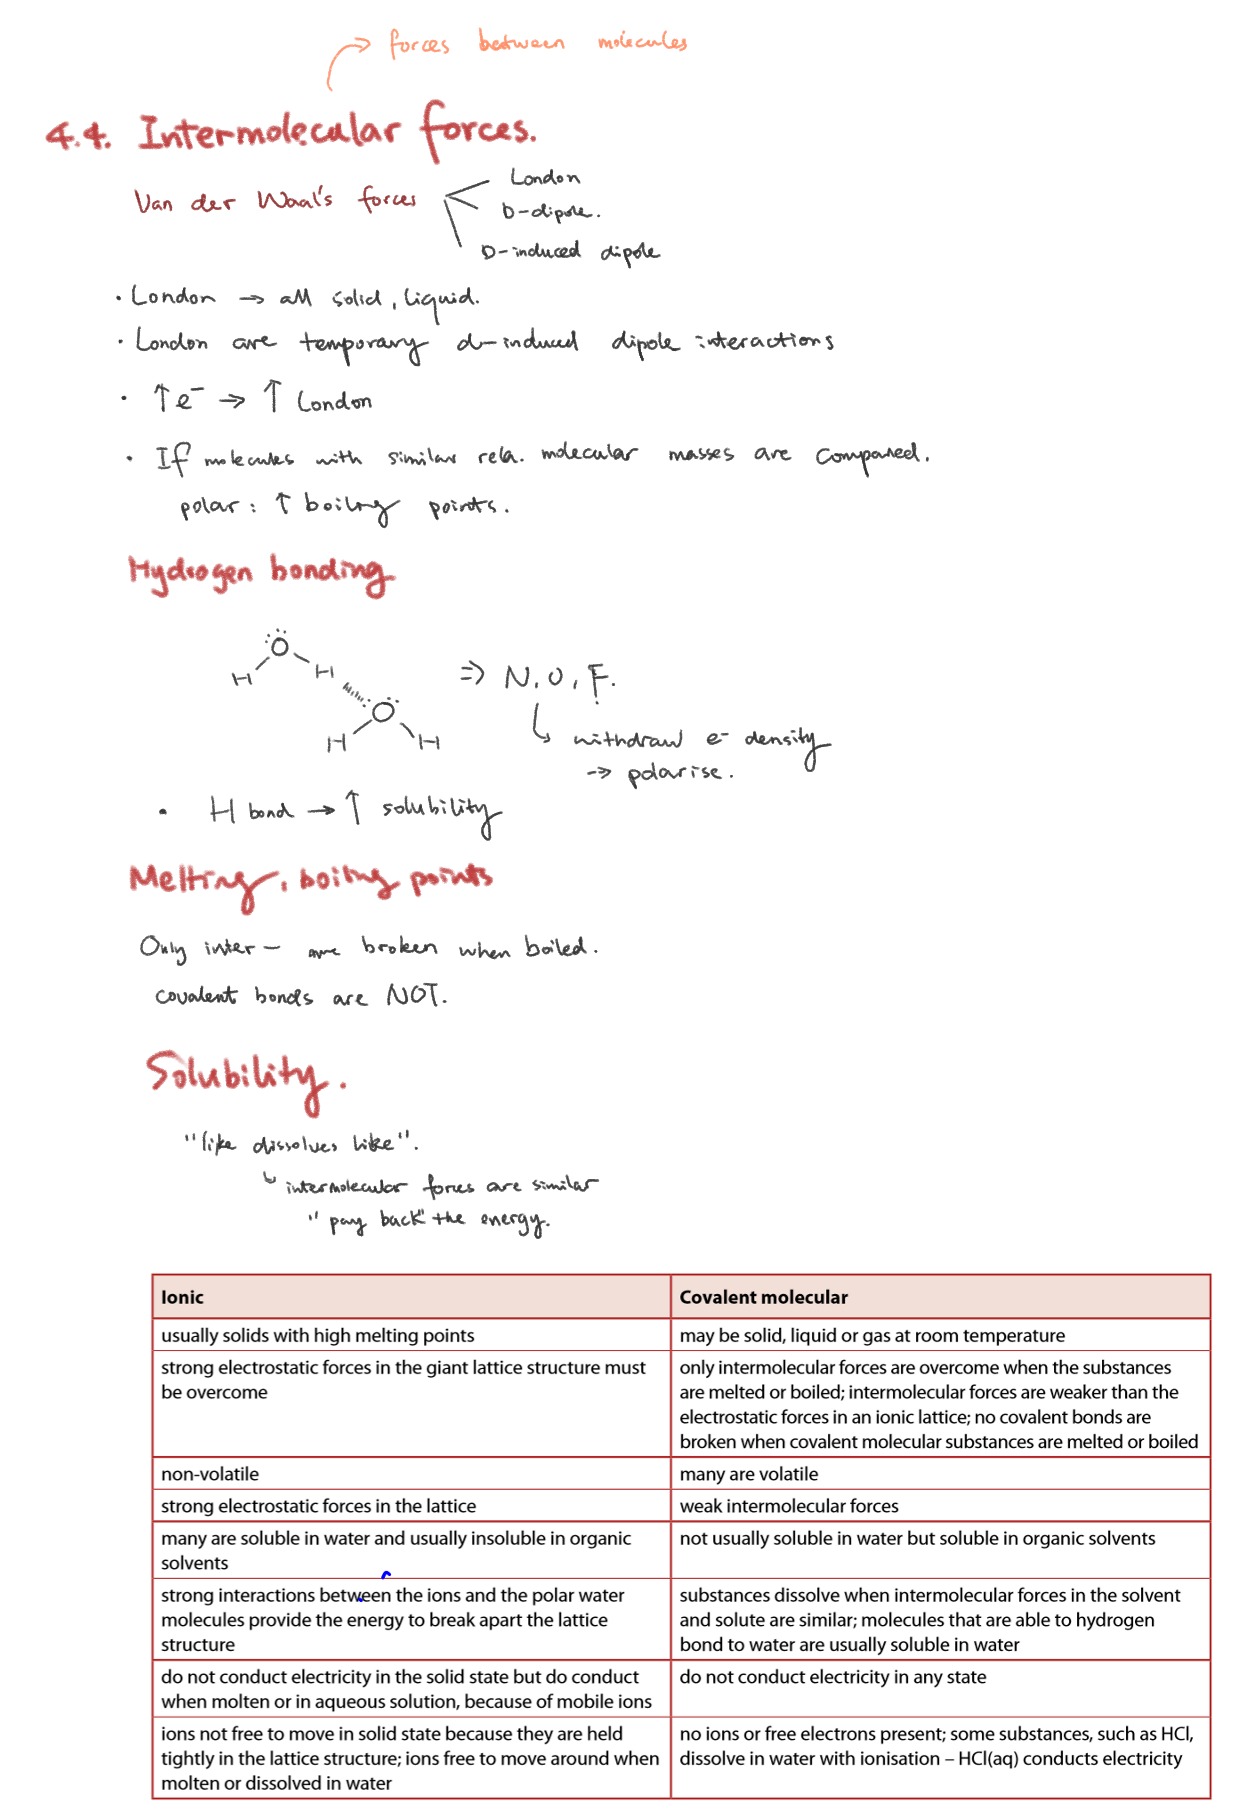 → forces between molecules
4.4. Intermolecular forces.
Van der Waal's forces
London
D-dipole.
D-induced dipole
• London → all solid, liquid.
• London are temporary d-induced dipole interactions
• ↑e⁻ → ↑ London
• If molecules with similar rela. molecular masses are compared.
polar: ↑ boiling points.
Hydrogen bonding
O
H H
⇒ N, O, F.
O
H H
↳ withdraw e⁻ density
→ polarise.
• H bond → ↑ solubility
Melting, boiling points
Only inter – are broken when boiled.
covalent bonds are NOT.
Solubility.
"like dissolves like".
↳ intermolecular forces are similar
"pay back" the energy.
Ionic
Covalent molecular
usually solids with high melting points
may be solid, liquid or gas at room temperature
strong electrostatic forces in the giant lattice structure must
be overcome
only intermolecular forces are overcome when the substances
are melted or boiled; intermolecular forces are weaker than the
electrostatic forces in an ionic lattice; no covalent bonds are
broken when covalent molecular substances are melted or boiled
non-volatile
many are volatile
strong electrostatic forces in the lattice
weak intermolecular forces
many are soluble in water and usually insoluble in organic
solvents
not usually soluble in water but soluble in organic solvents
strong interactions between the ions and the polar water
molecules provide the energy to break apart the lattice
structure
substances dissolve when intermolecular forces in the solvent
and solute are similar; molecules that are able to hydrogen
bond to water are usually soluble in water
do not conduct electricity in the solid state but do conduct
when molten or in aqueous solution, because of mobile ions
do not conduct electricity in any state
ions not free to move in solid state because they are held
tightly in the lattice structure; ions free to move around when
molten or dissolved in water
no ions or free electrons present; some substances, such as HCl,
dissolve in water with ionisation – HCl(aq) conducts electricity